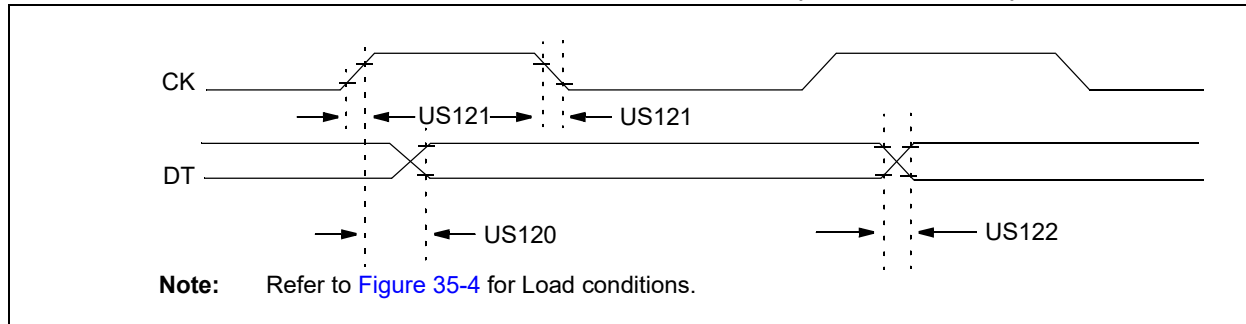 CK
US121 US121
DT
US120 US122
Note: Refer to Figure 35-4 for Load conditions.